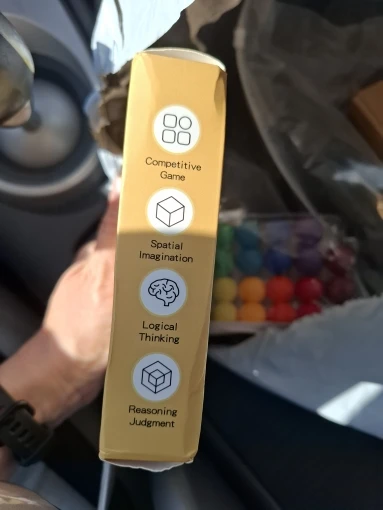 Competitive
Game
Spatial
Imagination
Logical
Thinking
Reasoning
Judgment